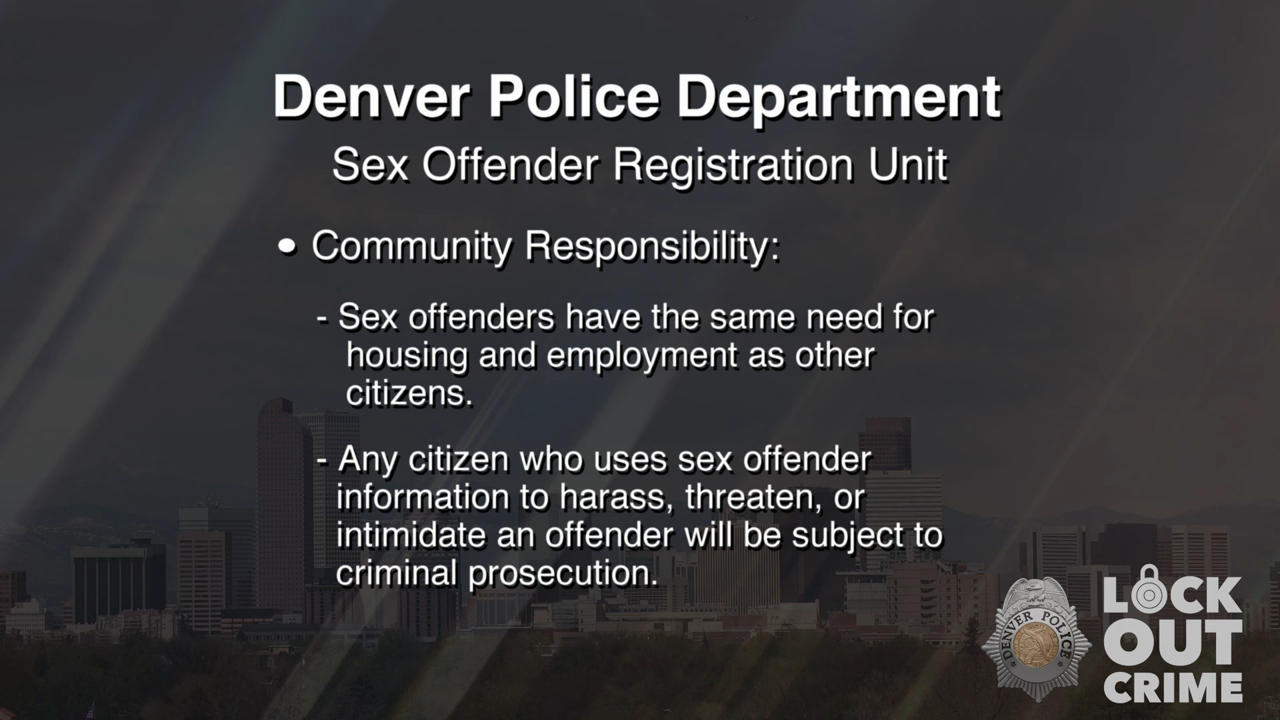 Denver Police Department
Sex Offender Registration Unit
• Community Responsibility:
- Sex offenders have the same need for
housing and employment as other
citizens.
- Any citizen who uses sex offender
information to harass, threaten, or
intimidate an offender will be subject to
criminal prosecution.
DENVER POLICE
LOCK
OUT
CRIME